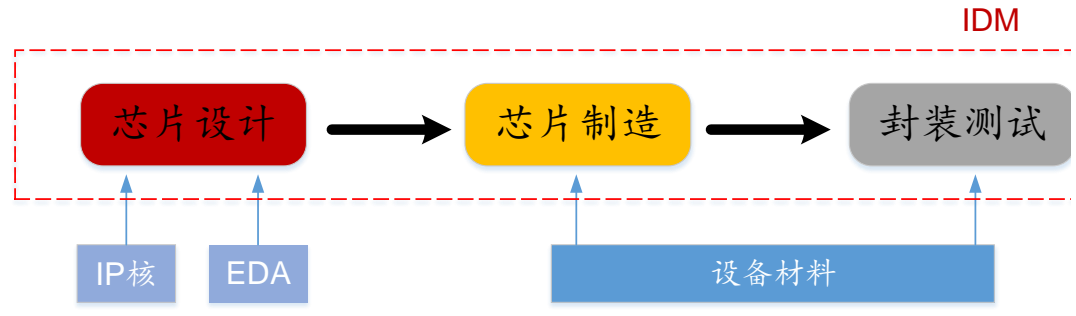 IDM
芯片设计
芯片制造
封装测试
IP核
EDA
设备材料